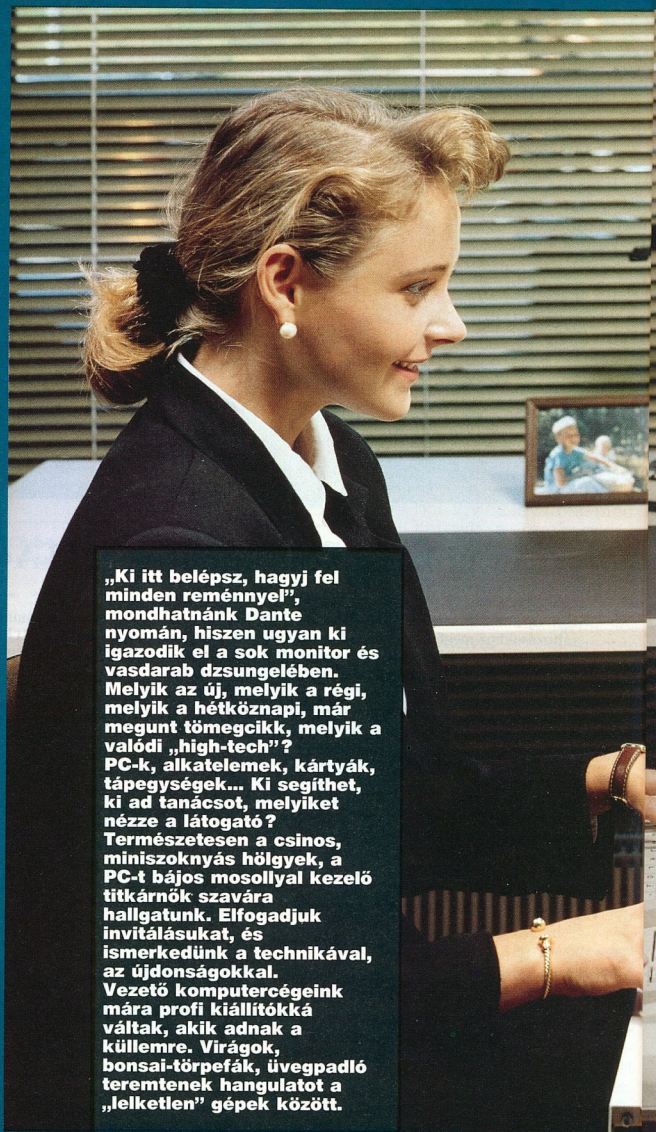 „Ki itt belépsz, hagyj fel
minden reménnyel”,
mondhatnánk Dante
nyomán, hiszen ugyan ki
igazodik el a sok monitor és
vasdarab dzsungelében.
Melyik az új, melyik a régi,
melyik a hétköznapi, már
megunt tömegcikk, melyik a
valódi „high-tech”?
PC-k, alkatelemek, kártyák,
tápegységek... Ki segíthet,
ki ad tanácsot, melyiket
nézze a látogató?
Természetesen a csinos,
miniszoknyás hölgyek, a
PC-t bájos mosollyal kezelő
titkárnők szavára
hallgatunk. Elfogadjuk
invitálásukat, és
ismerkedünk a technikával,
az újdonságokkal.
Vezető komputercégeink
mára profi kiállítókká
váltak, akik adnak a
küllemre. Virágok,
bonsai-törpefák, üvegpadló
teremtenek hangulatot a
„lelketlen” gépek között.